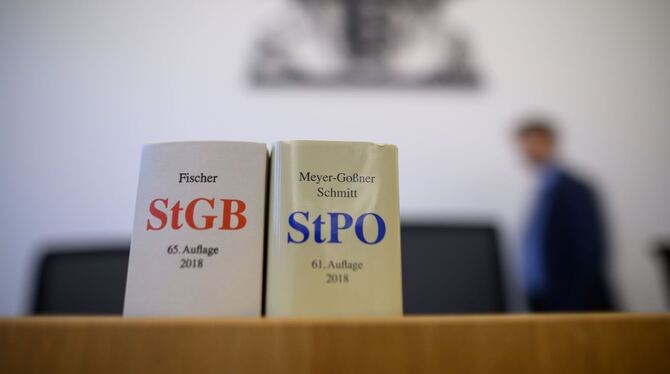 Fischer
StGB
65. Auflage
2018
Meyer-Goßner
Schmitt
StPO
61. Auflage
2018